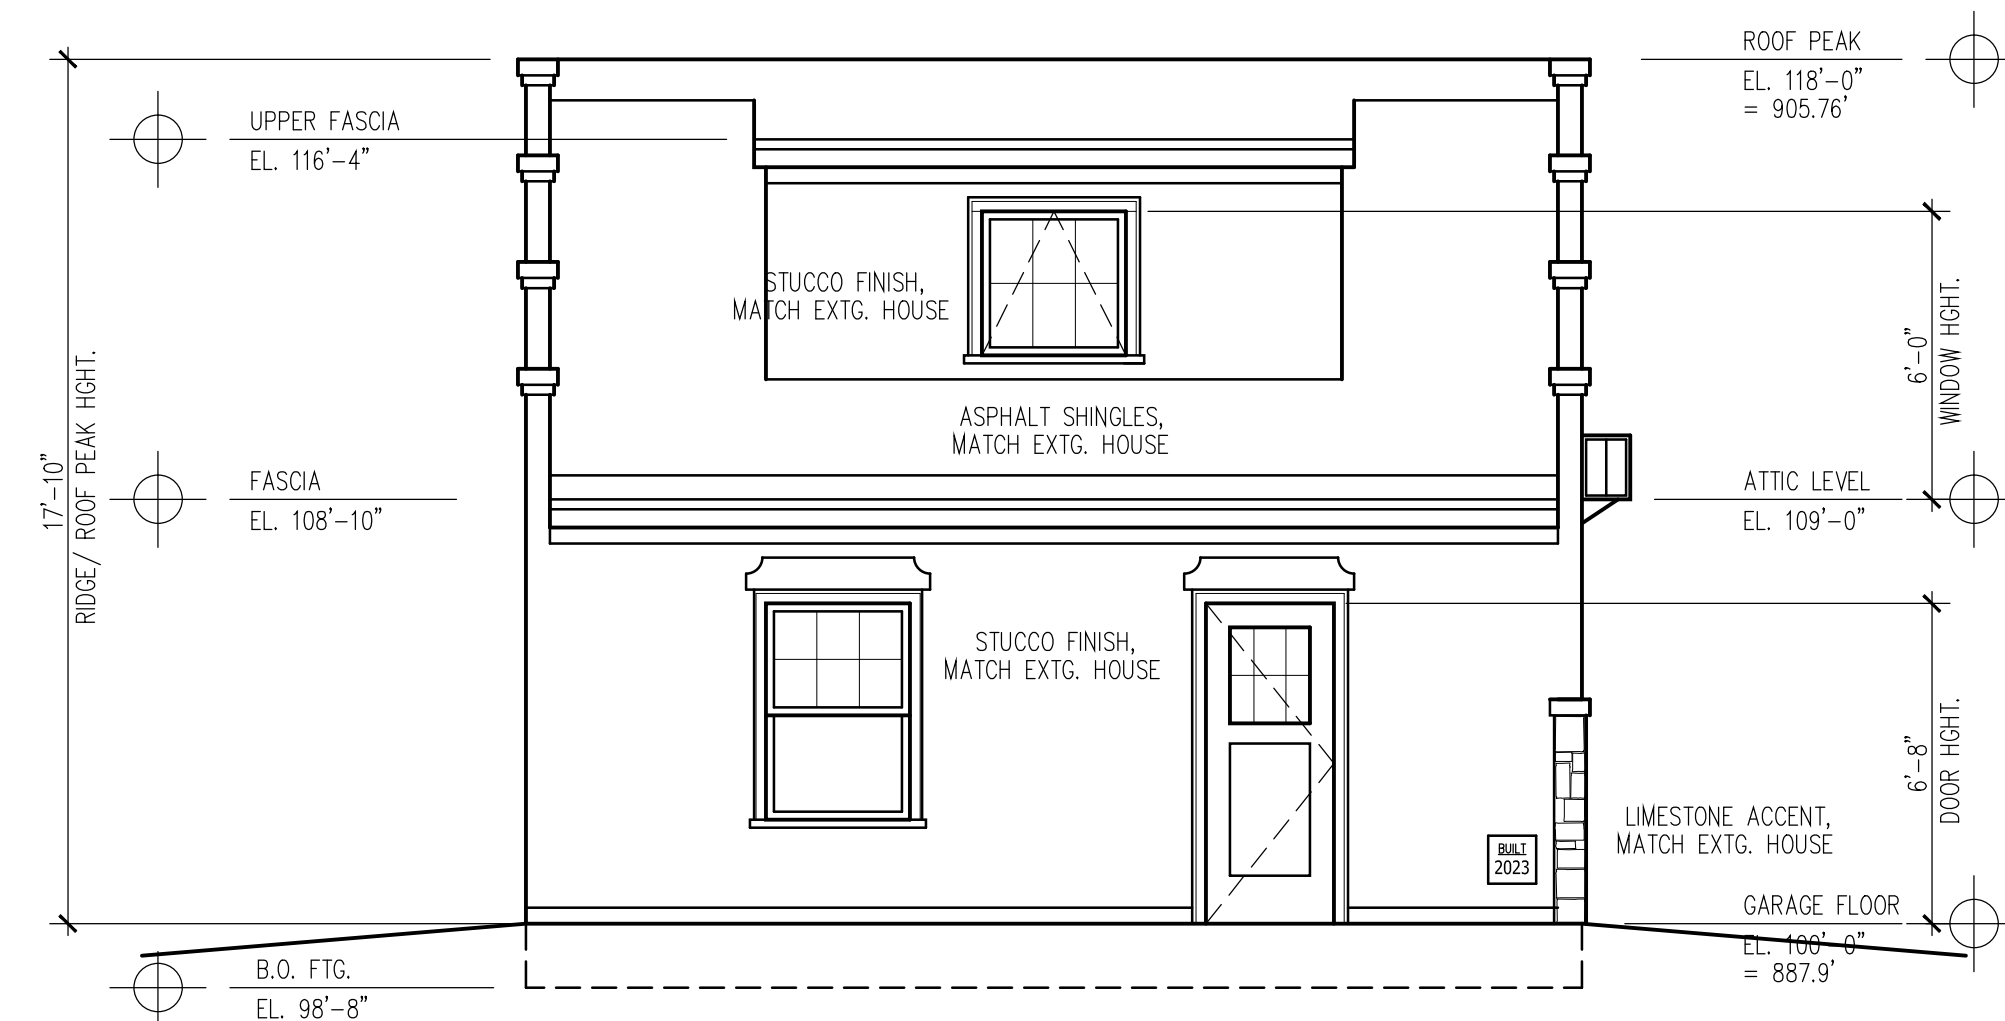 ROOF PEAK
EL. 118'-0"
= 905.76'
UPPER FASCIA
EL. 116'-4"
STUCCO FINISH,
MATCH EXTG. HOUSE
6'-0"
WINDOW HGHT.
17'-10"
RIDGE/ ROOF PEAK HGHT.
ASPHALT SHINGLES,
MATCH EXTG. HOUSE
FASCIA
EL. 108'-10"
ATTIC LEVEL
EL. 109'-0"
STUCCO FINISH,
MATCH EXTG. HOUSE
6'-8"
DOOR HGHT.
LIMESTONE ACCENT,
MATCH EXTG. HOUSE
BUILT
2023
GARAGE FLOOR
EL. 100'-0"
= 887.9'
B.O. FTG.
EL. 98'-8"